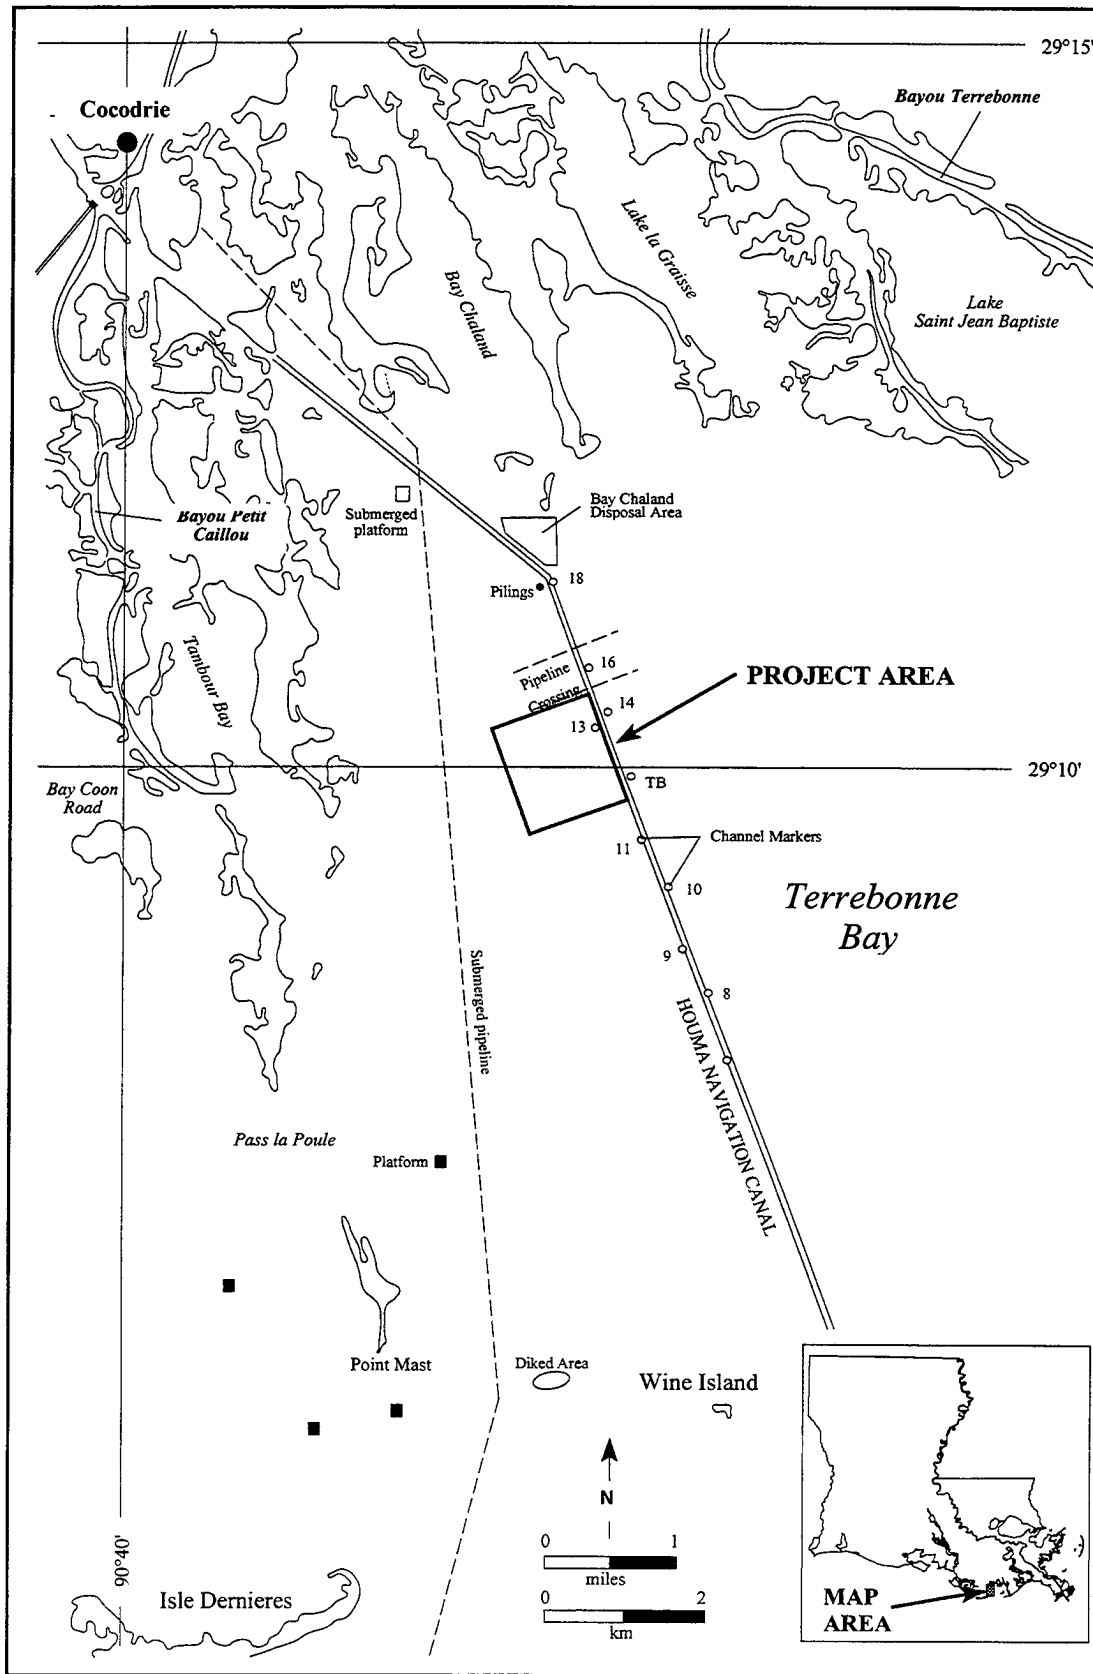 29°15'
Cocodrie
Bayou Terrebonne
Lake la Graisse
Bay Chaland
Lake
Saint Jean Baptiste
Bay Chaland
Disposal Area
Submerged
platform
Bayou Petit
Caillou
18
Pilings
Tambour Bay
16
Pipeline
Crossing
PROJECT AREA
14
13
29°10'
TB
Bay Coon
Road
Channel Markers
11
10
Terrebonne
Bay
9
8
Submerged pipeline
HOUMA NAVIGATION CANAL
Pass la Poule
Platform
Point Mast
Diked Area
Wine Island
N
0 1
miles
0 2
km
90°40'
Isle Dernieres
MAP
AREA